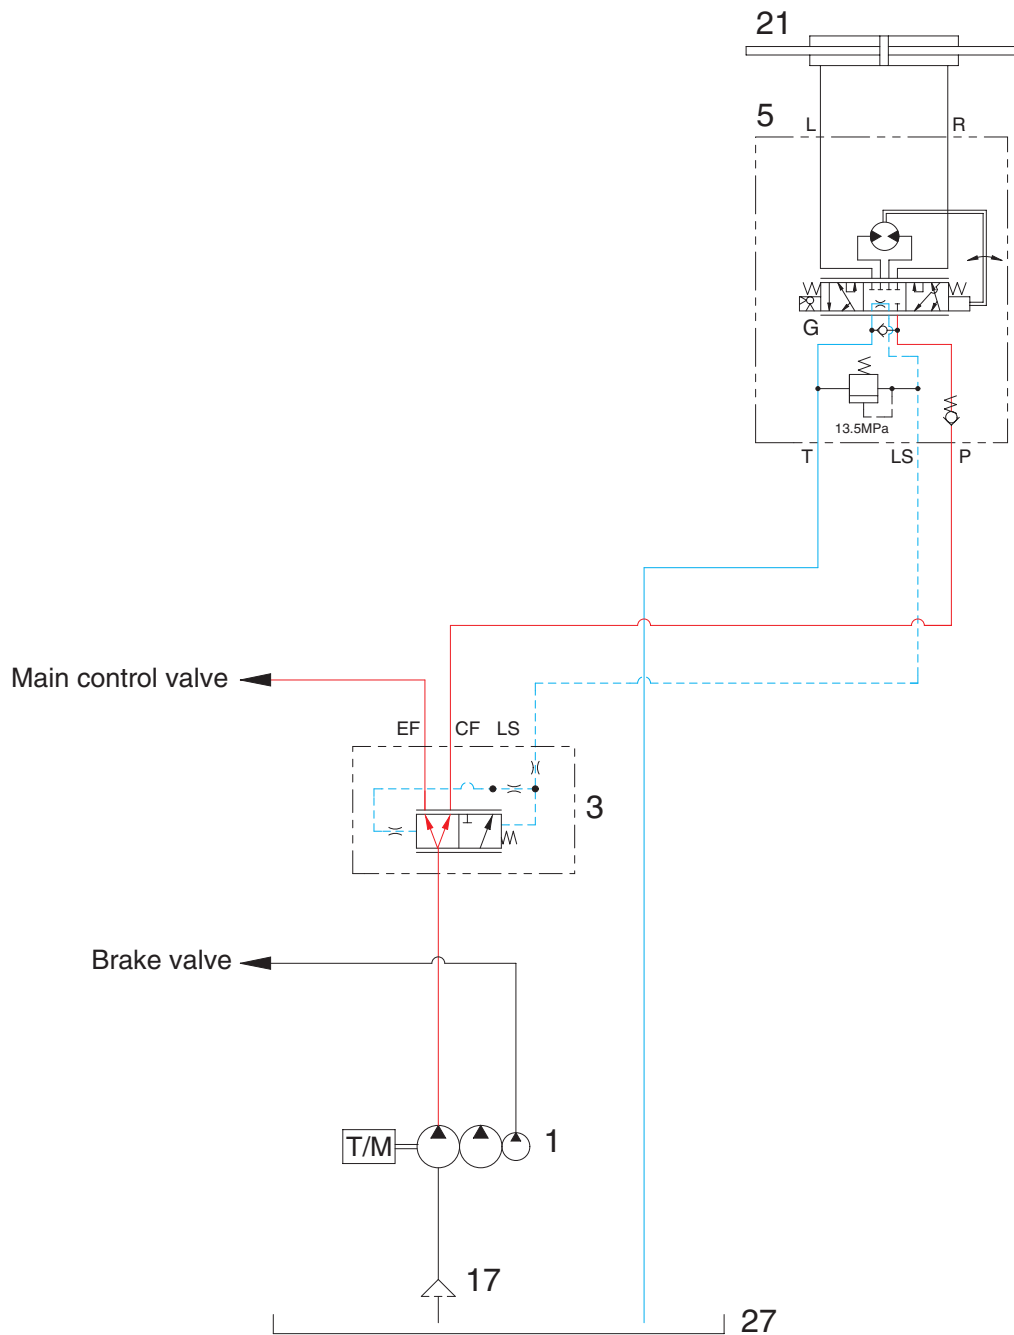 21
5
L
R
G
13.5MPa
T
LS
P
Main control valve
EF
CF
LS
3
Brake valve
T/M
1
17
27